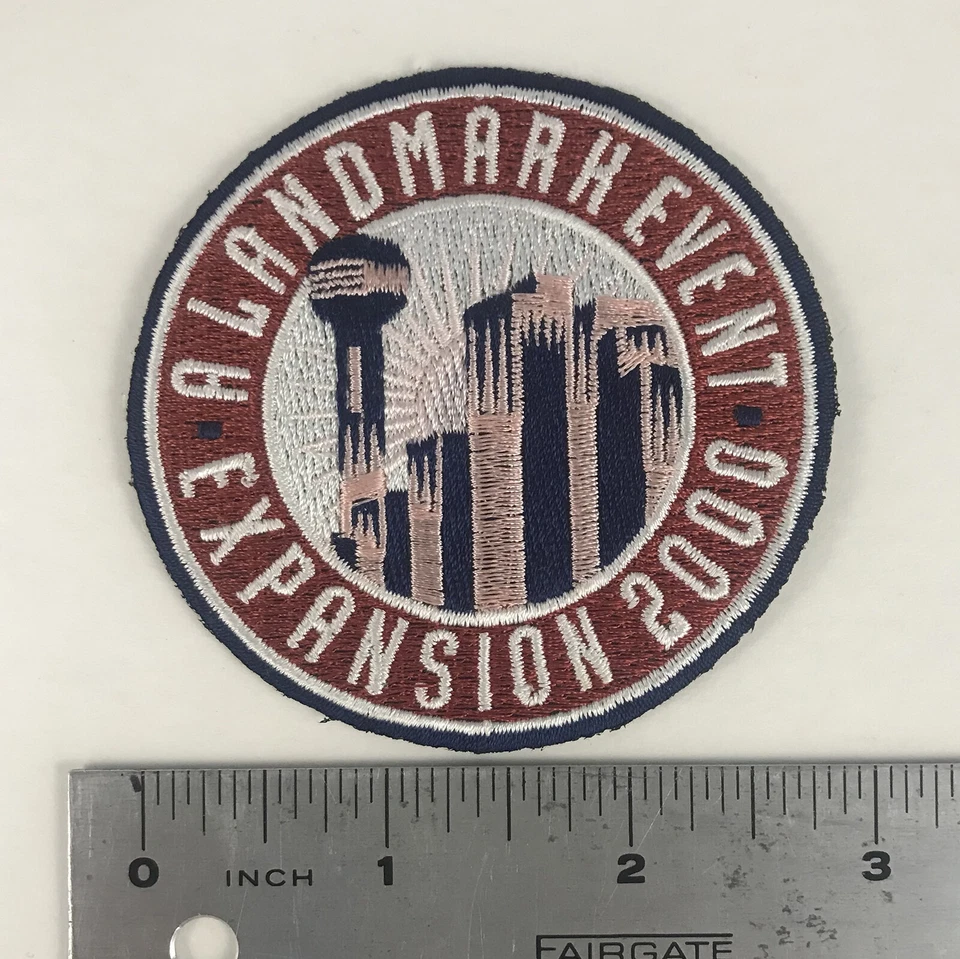 A LANDMARK EVENT
EXPANSION 2000
0 INCH 1 2 3
FAIRGATE